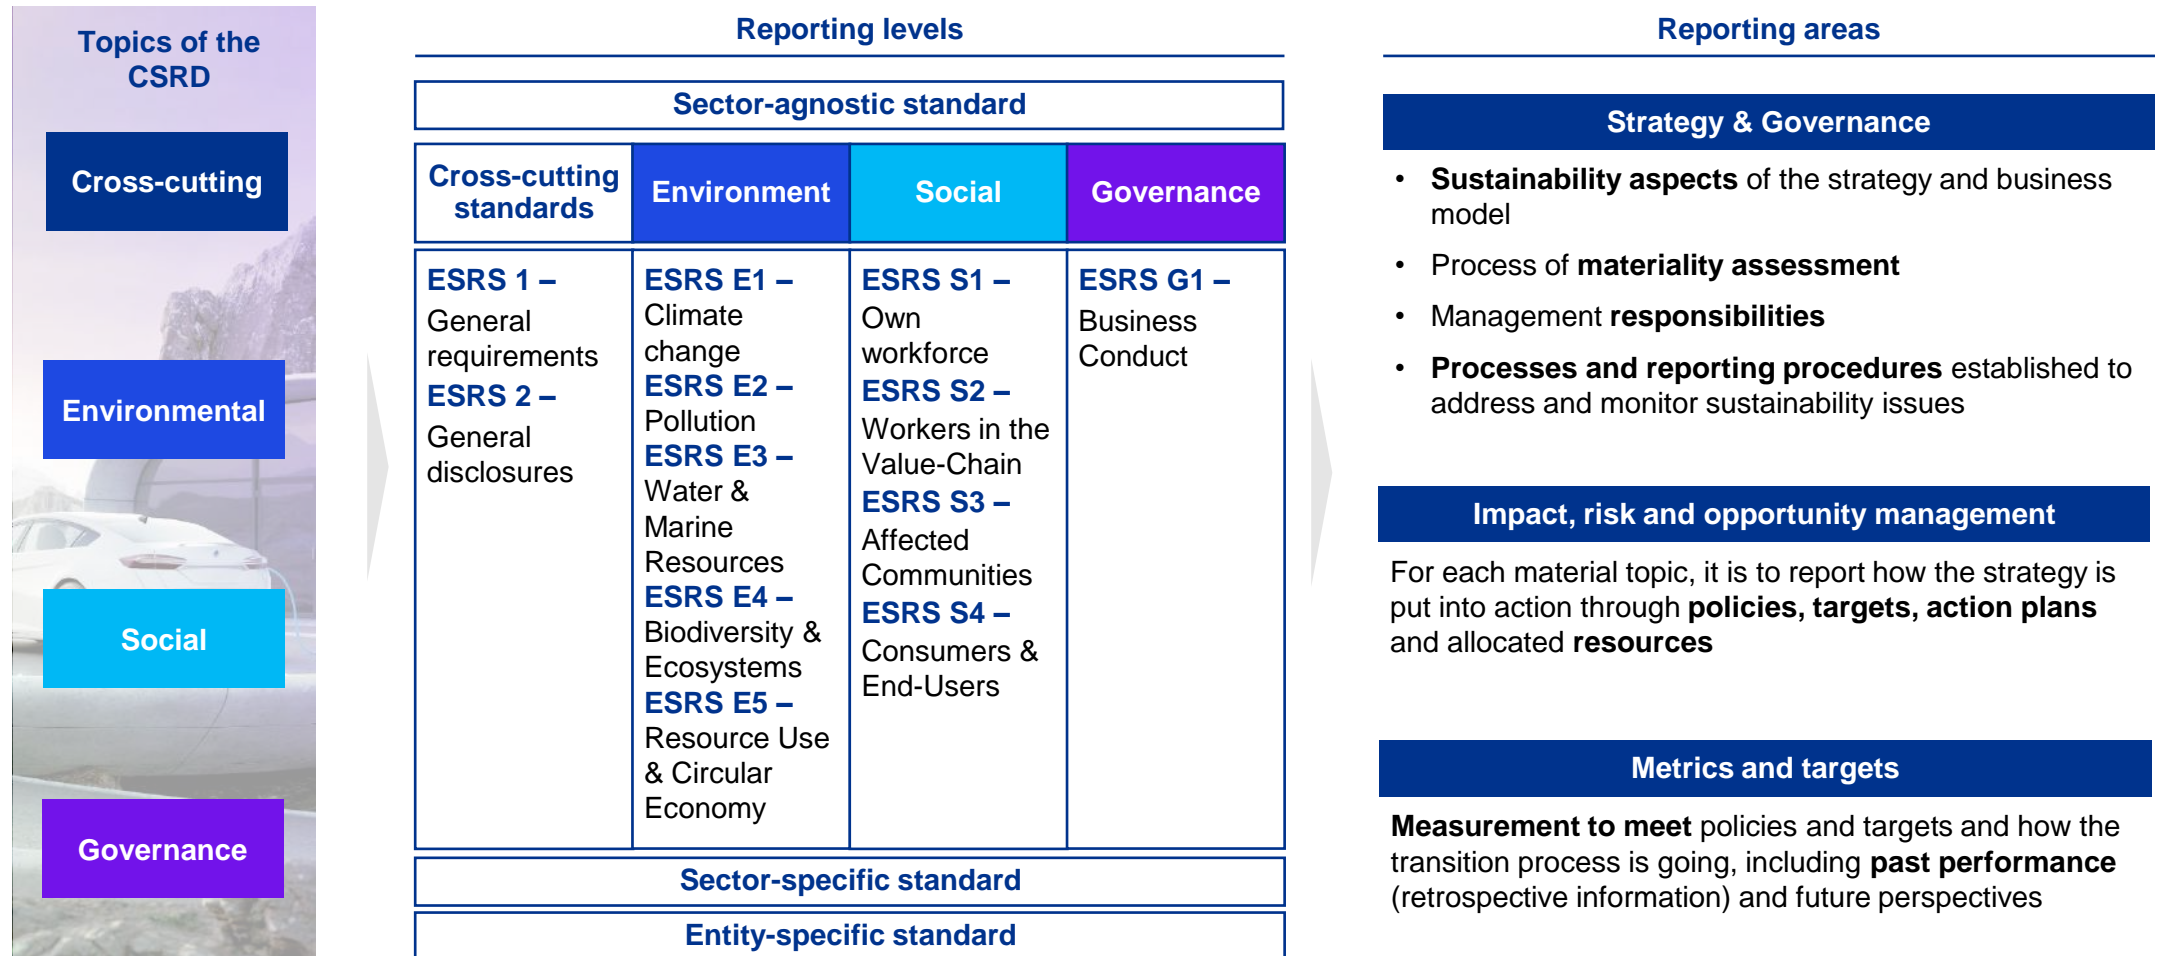 Topics of the
CSRD
Cross-cutting
Environmental
Social
Governance
Reporting levels
Sector-agnostic standard
Cross-cutting
standards
Environment
Social
Governance
ESRS 1 –
General
requirements
ESRS 2 –
General
disclosures
ESRS E1 –
Climate
change
ESRS E2 –
Pollution
ESRS E3 –
Water &
Marine
Resources
ESRS E4 –
Biodiversity &
Ecosystems
ESRS E5 –
Resource Use
& Circular
Economy
ESRS S1 –
Own
workforce
ESRS S2 –
Workers in the
Value-Chain
ESRS S3 –
Affected
Communities
ESRS S4 –
Consumers &
End-Users
ESRS G1 –
Business
Conduct
Sector-specific standard
Entity-specific standard
Reporting areas
Strategy & Governance
• Sustainability aspects of the strategy and business
model
• Process of materiality assessment
• Management responsibilities
• Processes and reporting procedures established to
address and monitor sustainability issues
Impact, risk and opportunity management
For each material topic, it is to report how the strategy is
put into action through policies, targets, action plans
and allocated resources
Metrics and targets
Measurement to meet policies and targets and how the
transition process is going, including past performance
(retrospective information) and future perspectives